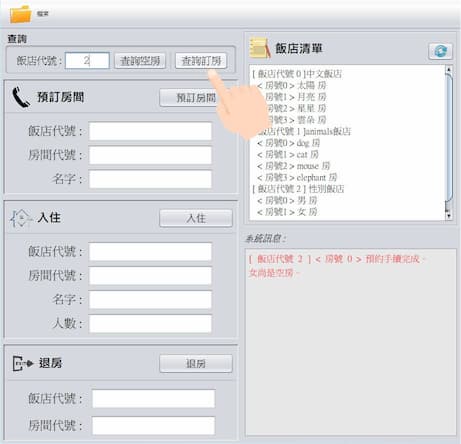 檔案
查詢
飯店代號 : 2 查詢空房 查詢訂房
預訂房間 預訂房間
飯店代號 :
房間代號 :
名字 :
入住 入住
飯店代號 :
房間代號 :
名字 :
人數 :
EXIT 退房 退房
飯店代號 :
房間代號 :
飯店清單
[ 飯店代號 0 ]中文飯店
< 房號0 > 太陽 房
< 房號1 > 月亮 房
< 房號2 > 星星 房
< 房號3 > 雲朵 房
飯店代號 1 ]animals飯店
< 房號0 > dog 房
< 房號1 > cat 房
< 房號2 > mouse 房
< 房號3 > elephant 房
[ 飯店代號 2 ] 性別飯店
< 房號0 > 男 房
< 房號1 > 女 房
系統訊息 :
[ 飯店代號 2 ] < 房號 0 > 預約手續完成。
女尚是空房。